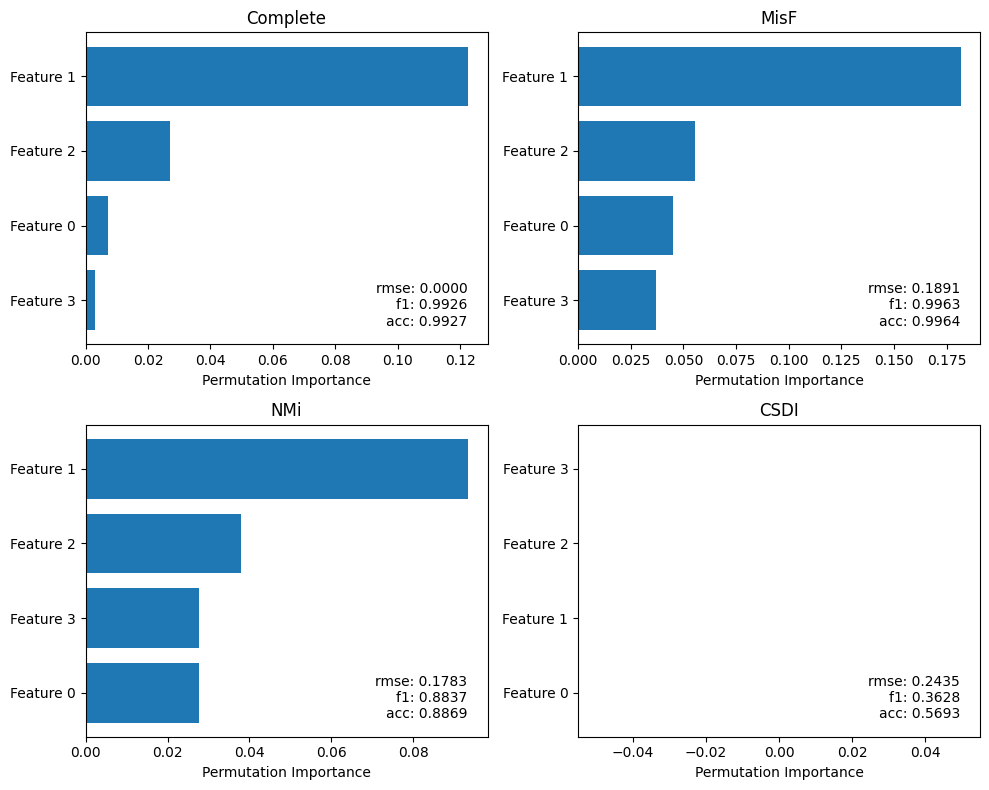 Complete
Feature 1
Feature 2
Feature 0
Feature 3
rmse: 0.0000
f1: 0.9926
acc: 0.9927
0.00 0.02 0.04 0.06 0.08 0.10 0.12
Permutation Importance
MisF
Feature 1
Feature 2
Feature 0
Feature 3
rmse: 0.1891
f1: 0.9963
acc: 0.9964
0.000 0.025 0.050 0.075 0.100 0.125 0.150 0.175
Permutation Importance
NMi
Feature 1
Feature 2
Feature 3
Feature 0
rmse: 0.1783
f1: 0.8837
acc: 0.8869
0.00 0.02 0.04 0.06 0.08
Permutation Importance
CSDI
Feature 3
Feature 2
Feature 1
Feature 0
rmse: 0.2435
f1: 0.3628
acc: 0.5693
−0.04 −0.02 0.00 0.02 0.04
Permutation Importance